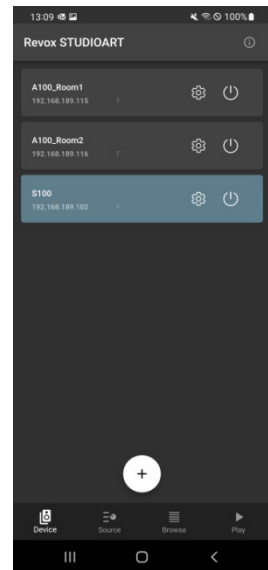 13:09 100%
Revox STUDIOART
A100_Room1
192.168.189.115 F
A100_Room2
192.168.189.116 F
S100
192.168.189.102 F
+
Device Source Browse Play